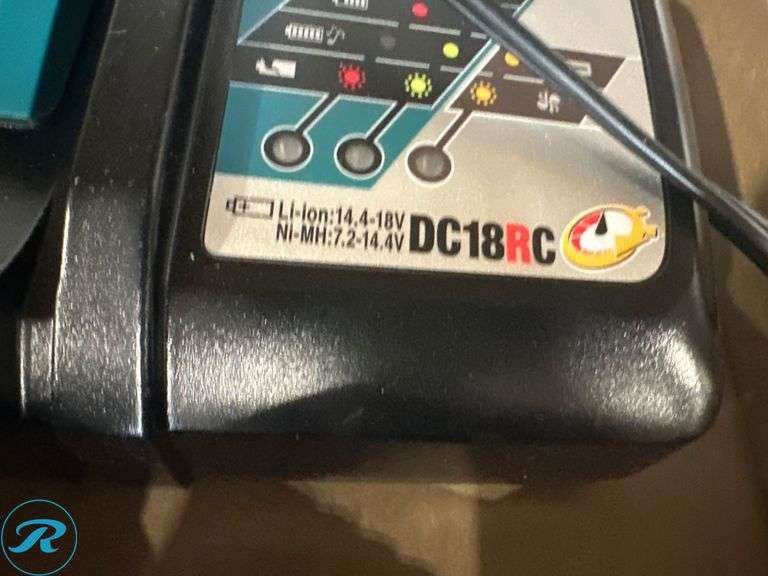 Li-ion:14.4-18V
Ni-MH:7.2-14.4V
DC18RC
R